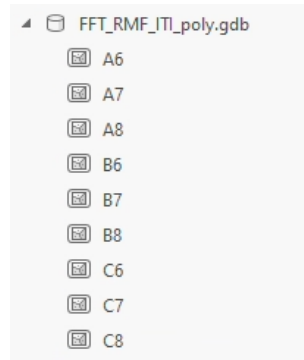 FFT_RMF_ITI_poly.gdb
A6
A7
A8
B6
B7
B8
C6
C7
C8